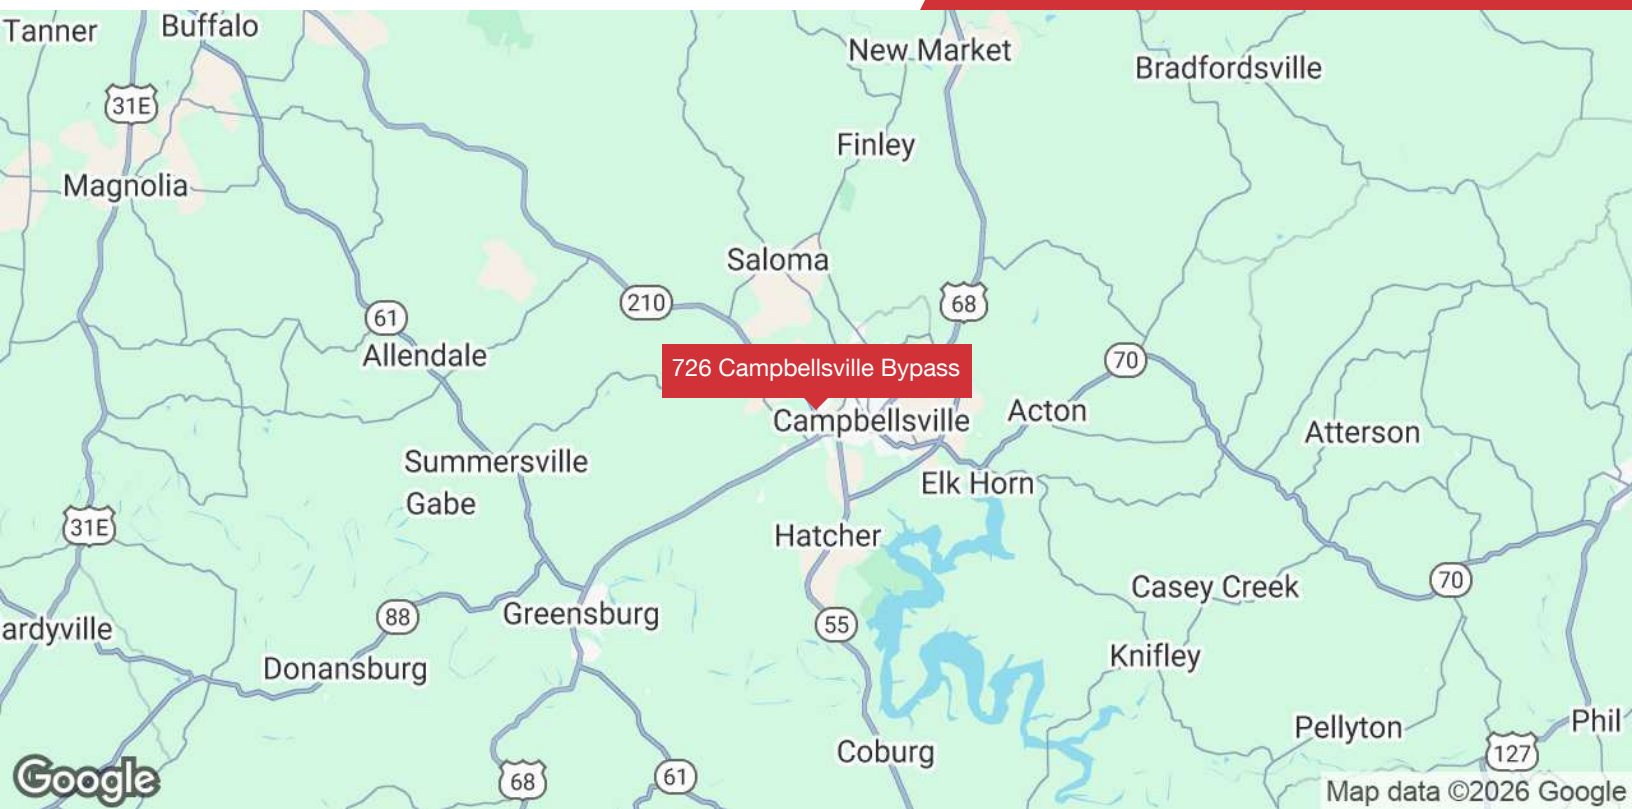 Tanner
Buffalo
New Market
Bradfordsville
31E
Finley
Magnolia
Saloma
210
68
61
Allendale
726 Campbellsville Bypass
70
Campbellsville
Acton
Atterson
Summersville
Elk Horn
Gabe
31E
Hatcher
Casey Creek
70
88
Greensburg
55
ardyville
Donansburg
Knifley
Pellyton
Phil
Coburg
127
Google
68
61
Map data ©2026 Google